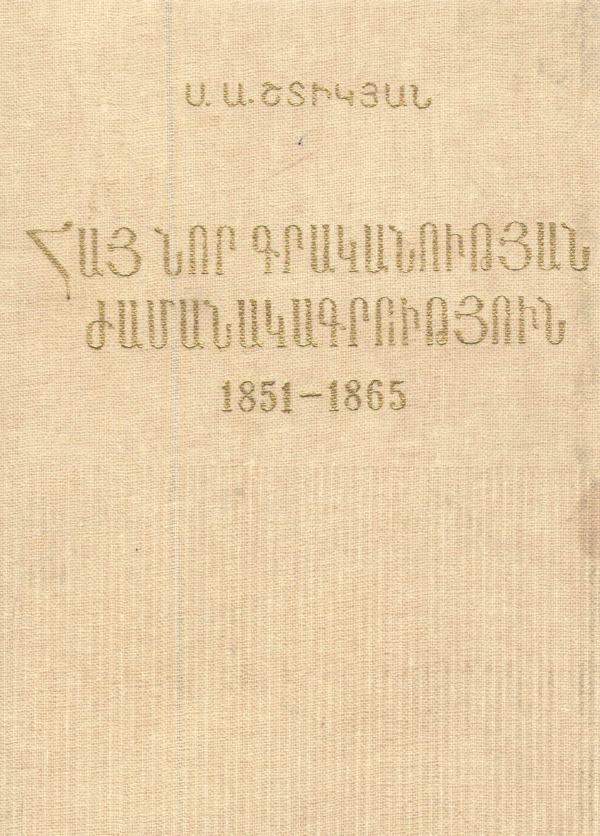 Ս. Ա. ՇՏԻԿՅԱՆ
ՀԱՅ ՆՈՐ ԳՐԱԿԱՆՈՒԹՅԱՆ
ԺԱՄԱՆԱԿԱԳՐՈՒԹՅՈՒՆ
1851-1865